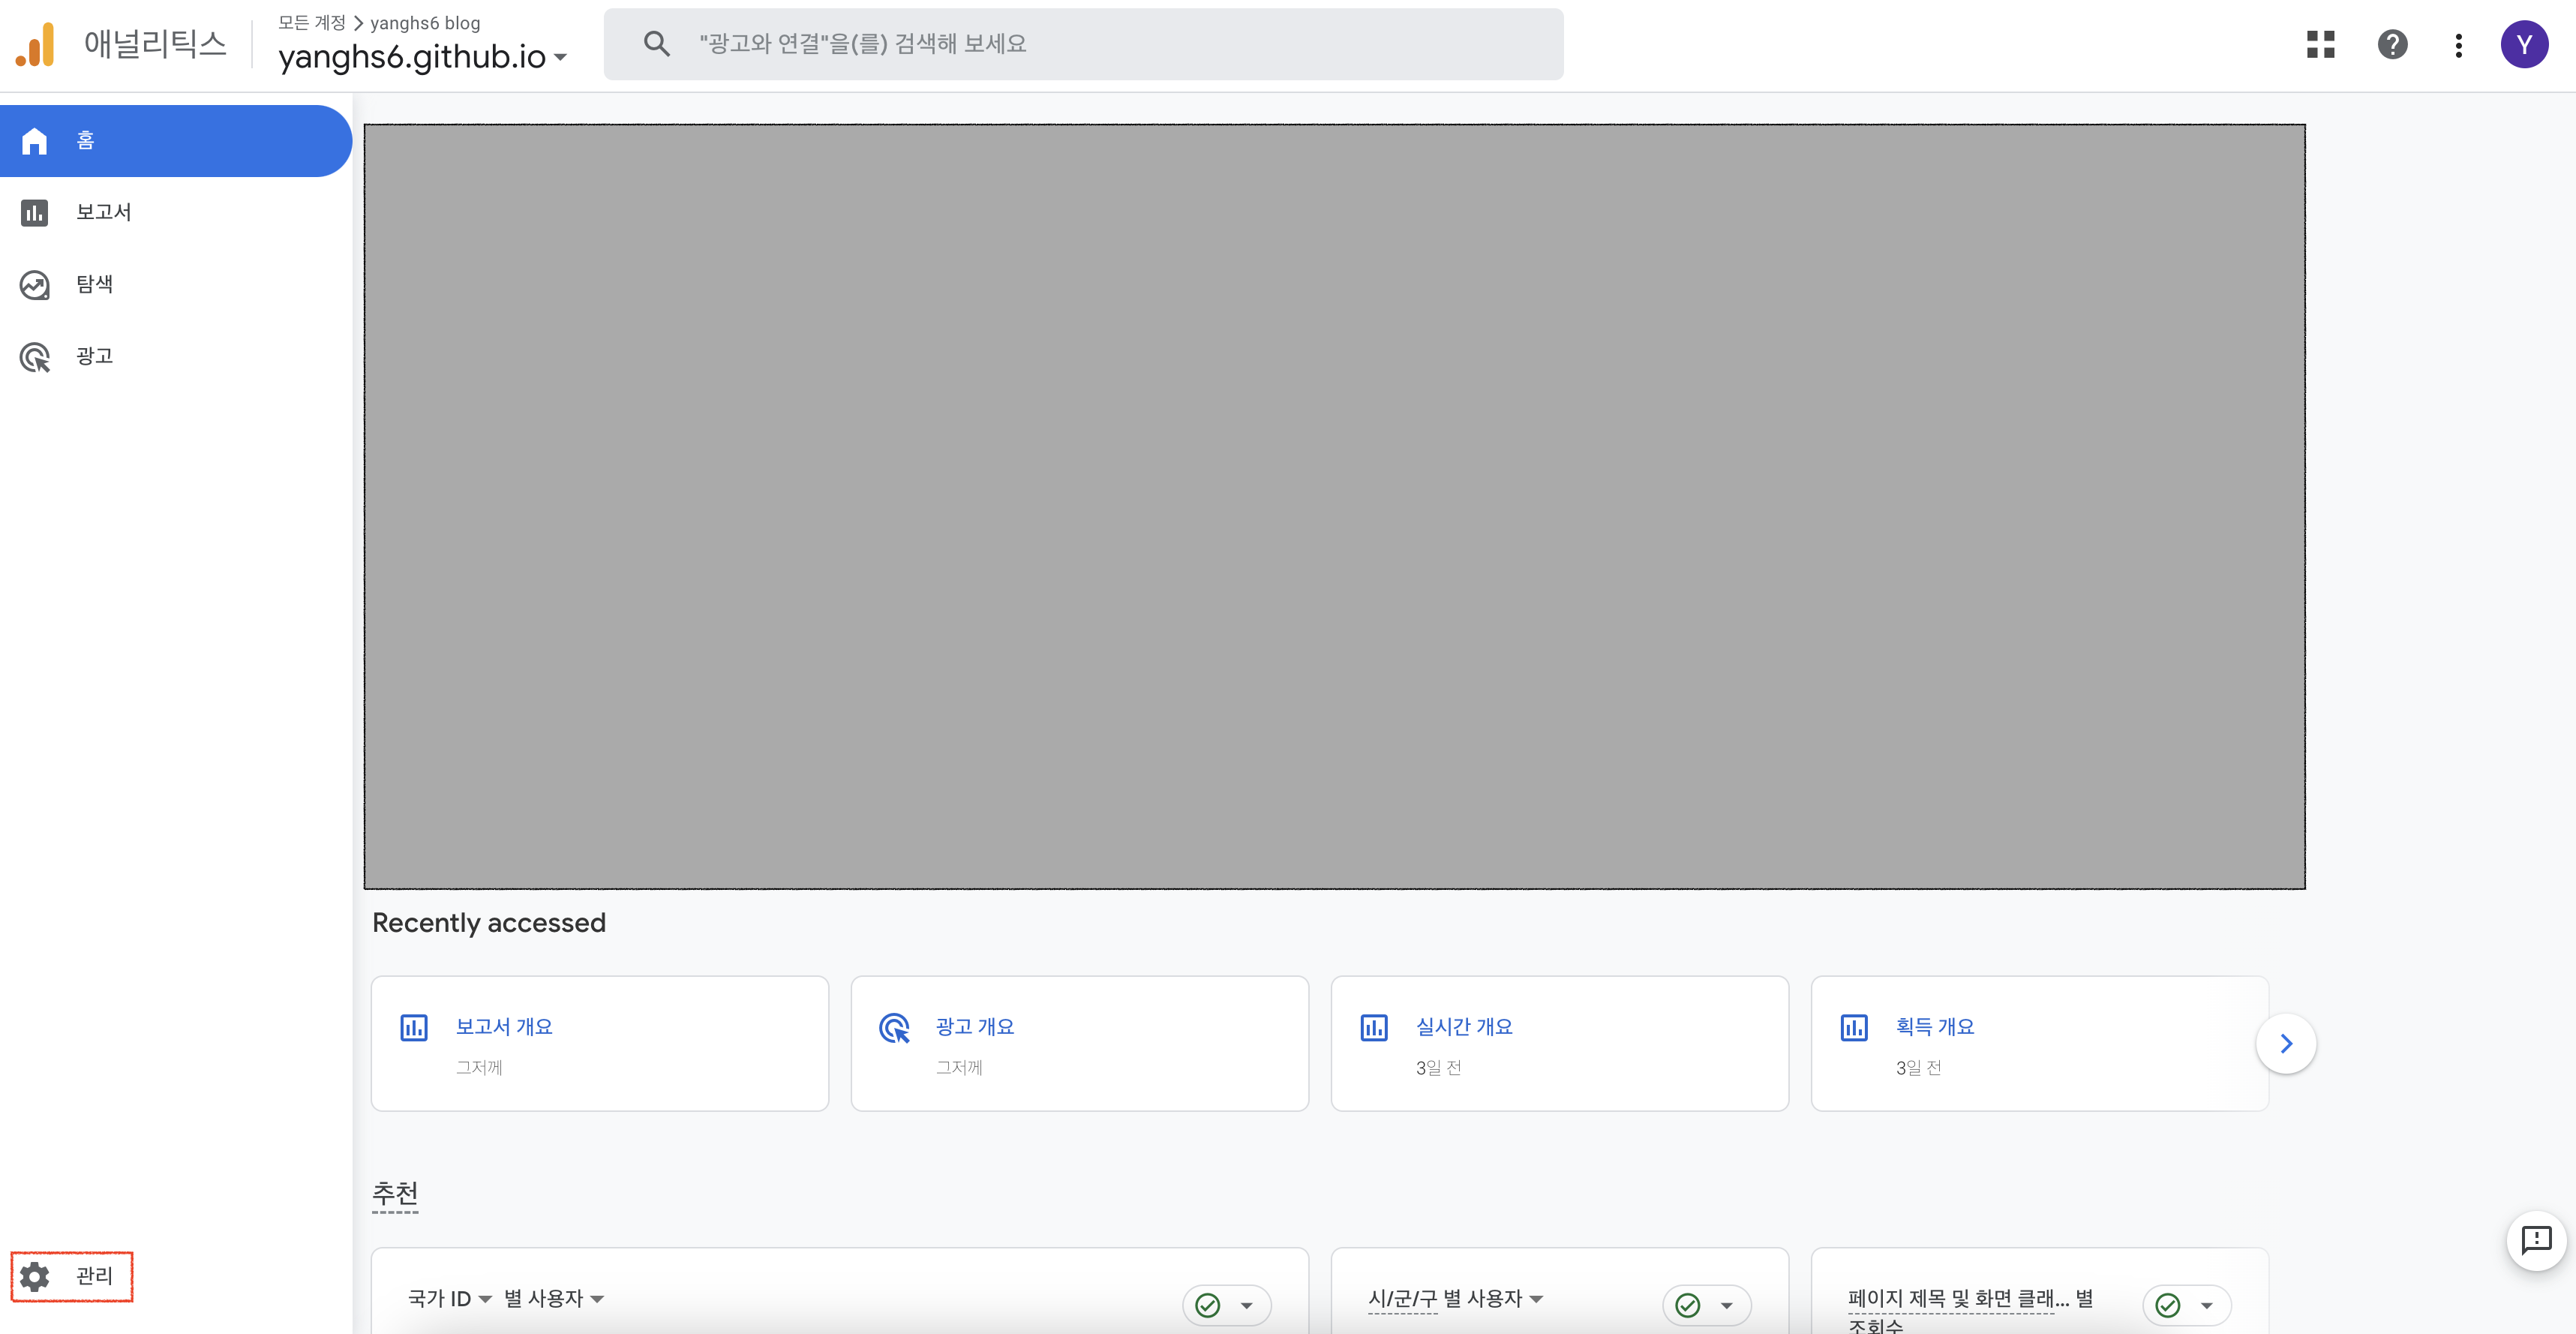 애널리틱스
모든 계정 > yanghs6 blog
yanghs6.github.io
"광고와 연결"을(를) 검색해 보세요
Y
홈
보고서
탐색
광고
관리
Recently accessed
보고서 개요
그저께
광고 개요
그저께
실시간 개요
3일 전
획득 개요
3일 전
추천
국가 ID 별 사용자
시/군/구 별 사용자
페이지 제목 및 화면 클래... 별
조회수